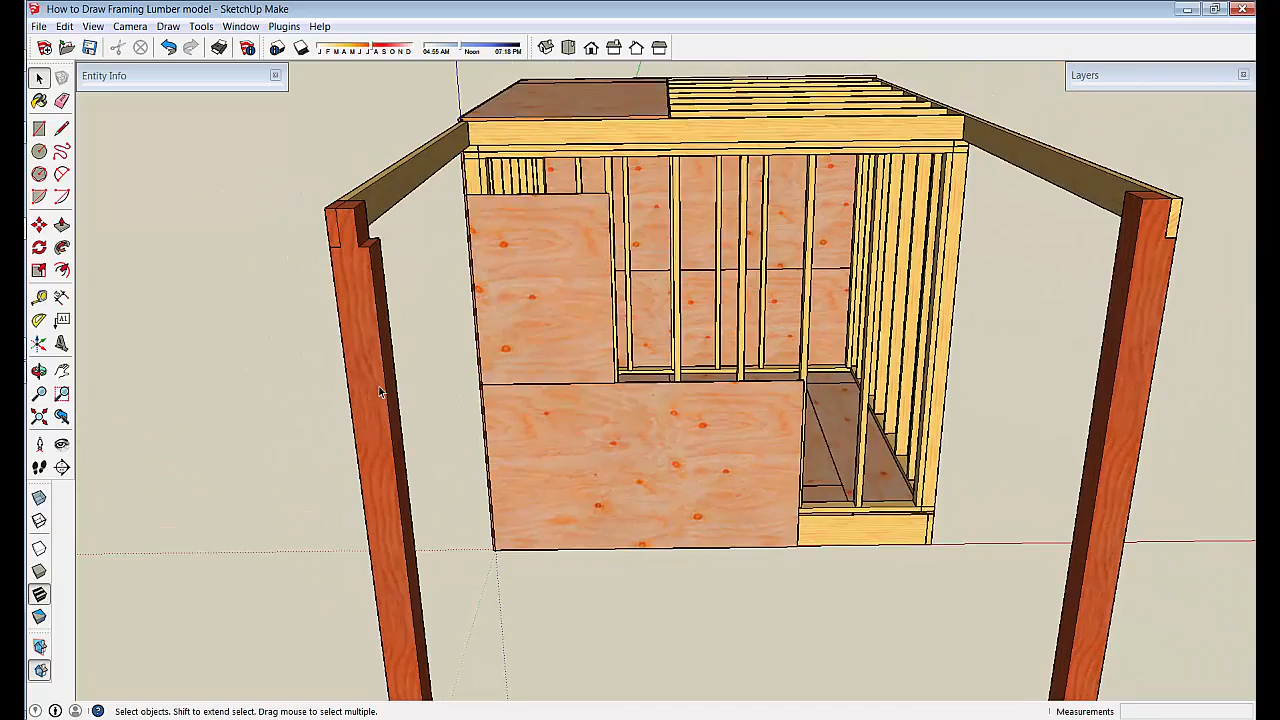 How to Draw Framing Lumber model - SketchUp Make
File Edit View Camera Draw Tools Window Plugins Help
J F M A M J J A S O N D
04:55 AM Noon 07:18 PM
Entity Info
Layers
A1
Select objects. Shift to extend select. Drag mouse to select multiple.
Measurements